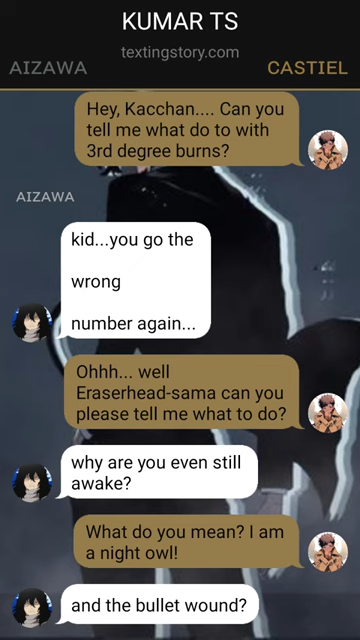 KUMAR TS
textingstory.com
AIZAWA
CASTIEL
Hey, Kacchan.... Can you
tell me what do to with
3rd degree burns?
AIZAWA
kid...you go the
wrong
number again...
Ohhh... well
Eraserhead-sama can you
please tell me what to do?
why are you even still
awake?
What do you mean? I am
a night owl!
and the bullet wound?